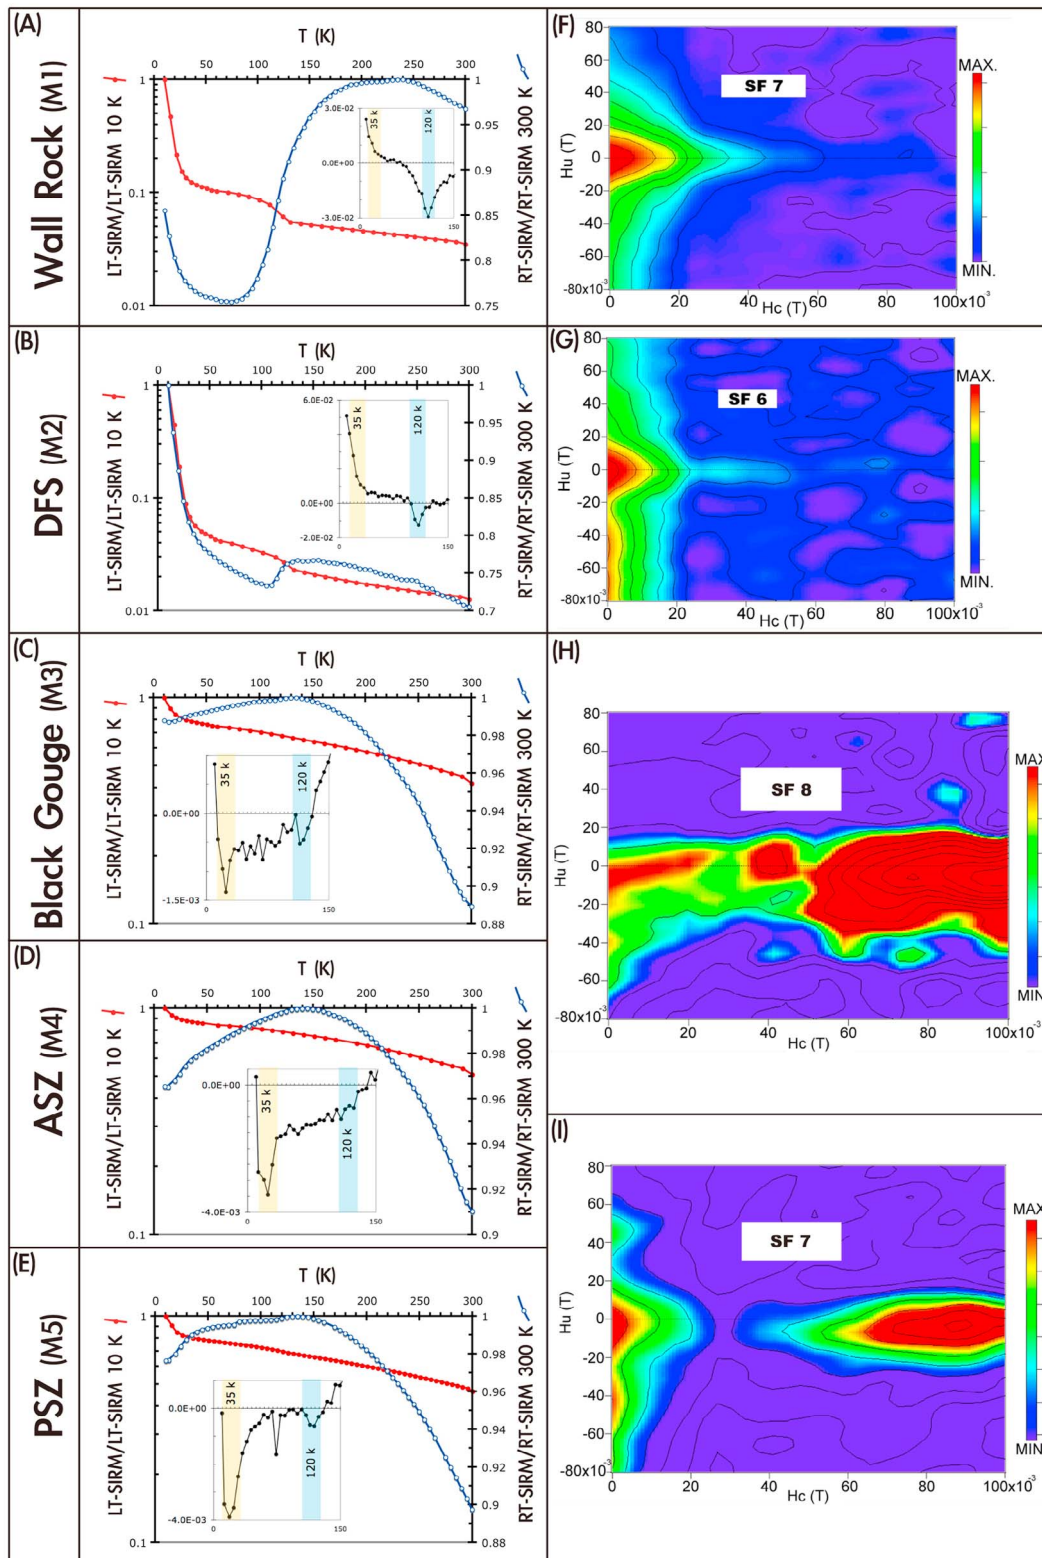 (A)
Wall Rock (M1)
T (K)
0 50 100 150 200 250 300
LT-SIRM/LT-SIRM 10 K
1
0.1
0.01
RT-SIRM/RT-SIRM 300 K
1
0.95
0.9
0.85
0.8
0.75
3.0E-02
0.0E+00
-3.0E-02
35 k
120 k
0
150
(B)
DFS (M2)
T (K)
0 50 100 150 200 250 300
LT-SIRM/LT-SIRM 10 K
1
0.1
0.01
RT-SIRM/RT-SIRM 300 K
1
0.95
0.9
0.85
0.8
0.75
0.7
6.0E-02
0.0E+00
-2.0E-02
35 k
120 k
0
150
(C)
Black Gouge (M3)
T (K)
0 50 100 150 200 250 300
LT-SIRM/LT-SIRM 10 K
1
0.1
RT-SIRM/RT-SIRM 300 K
1
0.98
0.96
0.94
0.92
0.9
0.88
0.0E+00
-1.5E-03
35 k
120 k
0
150
(D)
ASZ (M4)
T (K)
0 50 100 150 200 250 300
LT-SIRM/LT-SIRM 10 K
1
0.1
RT-SIRM/RT-SIRM 300 K
1
0.98
0.96
0.94
0.92
0.91
0.9
0.0E+00
-4.0E-03
35 k
120 k
0
150
(E)
PSZ (M5)
T (K)
0 50 100 150 200 250 300
LT-SIRM/LT-SIRM 10 K
1
0.1
RT-SIRM/RT-SIRM 300 K
1
0.98
0.96
0.94
0.92
0.9
0.88
0.0E+00
-4.0E-03
35 k
120 k
0
150
(F)
SF 7
Hu (T)
80
60
40
20
0
-20
-40
-60
-80x10⁻³
0 20 40 60 80 100x10⁻³
Hc (T)
MAX.
MIN.
(G)
SF 6
Hu (T)
80
60
40
20
0
-20
-40
-60
-80x10⁻³
0 20 40 60 80 100x10⁻³
Hc (T)
MAX.
MIN.
(H)
SF 8
Hu (T)
80
60
40
20
0
-20
-40
-60
-80x10⁻³
0 20 40 60 80 100x10⁻³
Hc (T)
MAX.
MIN.
(I)
SF 7
Hu (T)
80
60
40
20
0
-20
-40
-60
-80x10⁻³
0 20 40 60 80 100x10⁻³
Hc (T)
MAX.
MIN.